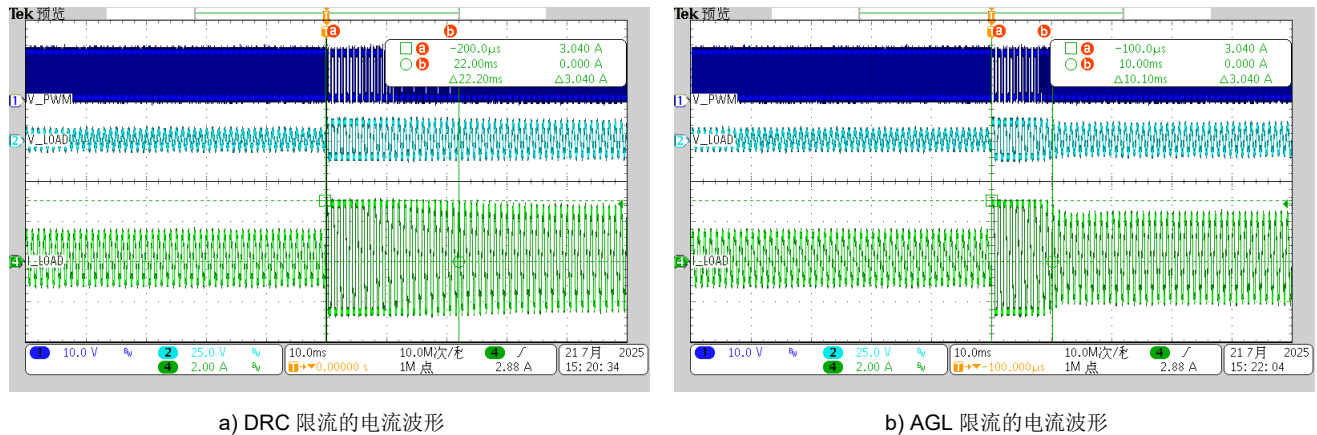 Tek 预览
T
T a b
a -200.0μs 3.040 A
b 22.00ms 0.000 A
Δ22.20ms Δ3.040 A
1 V_PWM
2 V_LOAD
4 I_LOAD
1 10.0 V BW
2 25.0 V BW
4 2.00 A BW
10.0ms 10.0M次/秒 4 2.88 A
T→▼0.00000 s 1M 点
21 7月 2025
15:20:34
a) DRC 限流的电流波形
Tek 预览
T
T a b
a -100.0μs 3.040 A
b 10.00ms 0.000 A
Δ10.10ms Δ3.040 A
1 V_PWM
2 V_LOAD
4 I_LOAD
1 10.0 V BW
2 25.0 V BW
4 2.00 A BW
10.0ms 10.0M次/秒 4 2.88 A
T→▼-100.000μs 1M 点
21 7月 2025
15:22:04
b) AGL 限流的电流波形